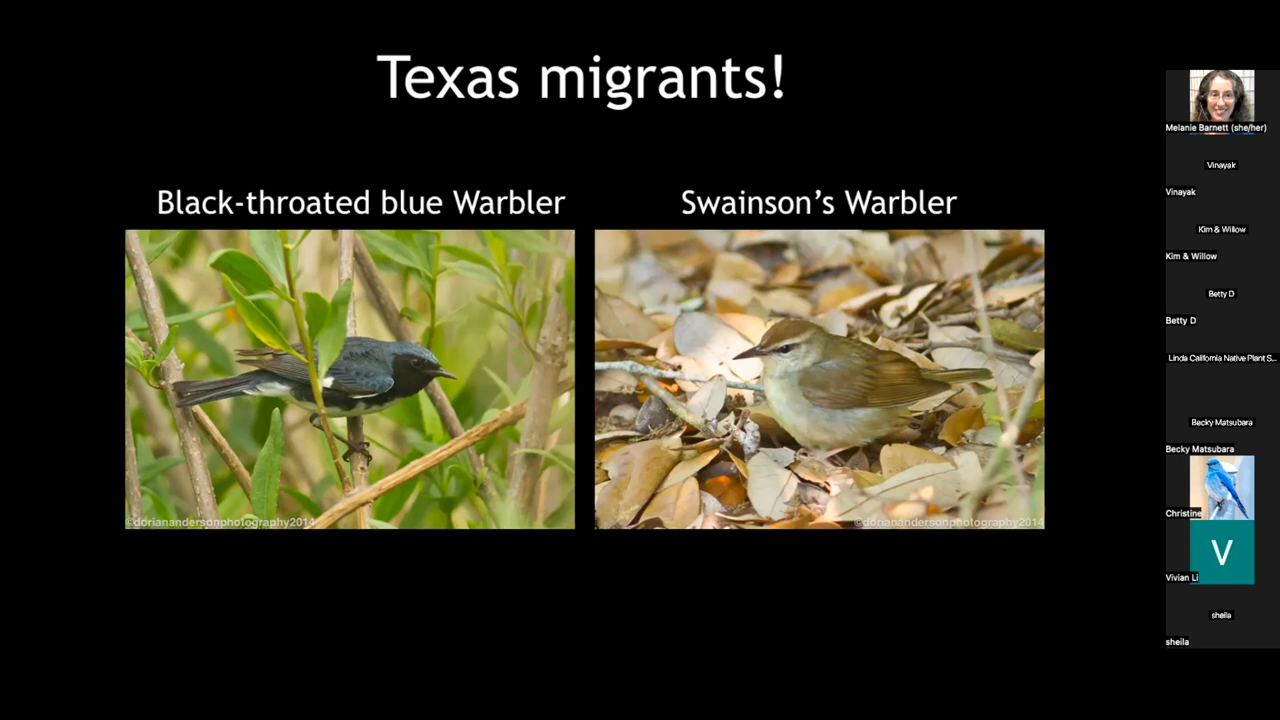 Texas migrants!
Black-throated blue Warbler
Swainson's Warbler
©dorianandersonphotography2014
©dorianandersonphotography2014
Melanie Barnett (she/her)
Vinayak
Vinayak
Kim & Willow
Kim & Willow
Betty D
Betty D
Linda California Native Plant S...
Becky Matsubara
Becky Matsubara
Christine
V
Vivian Li
sheila
sheila